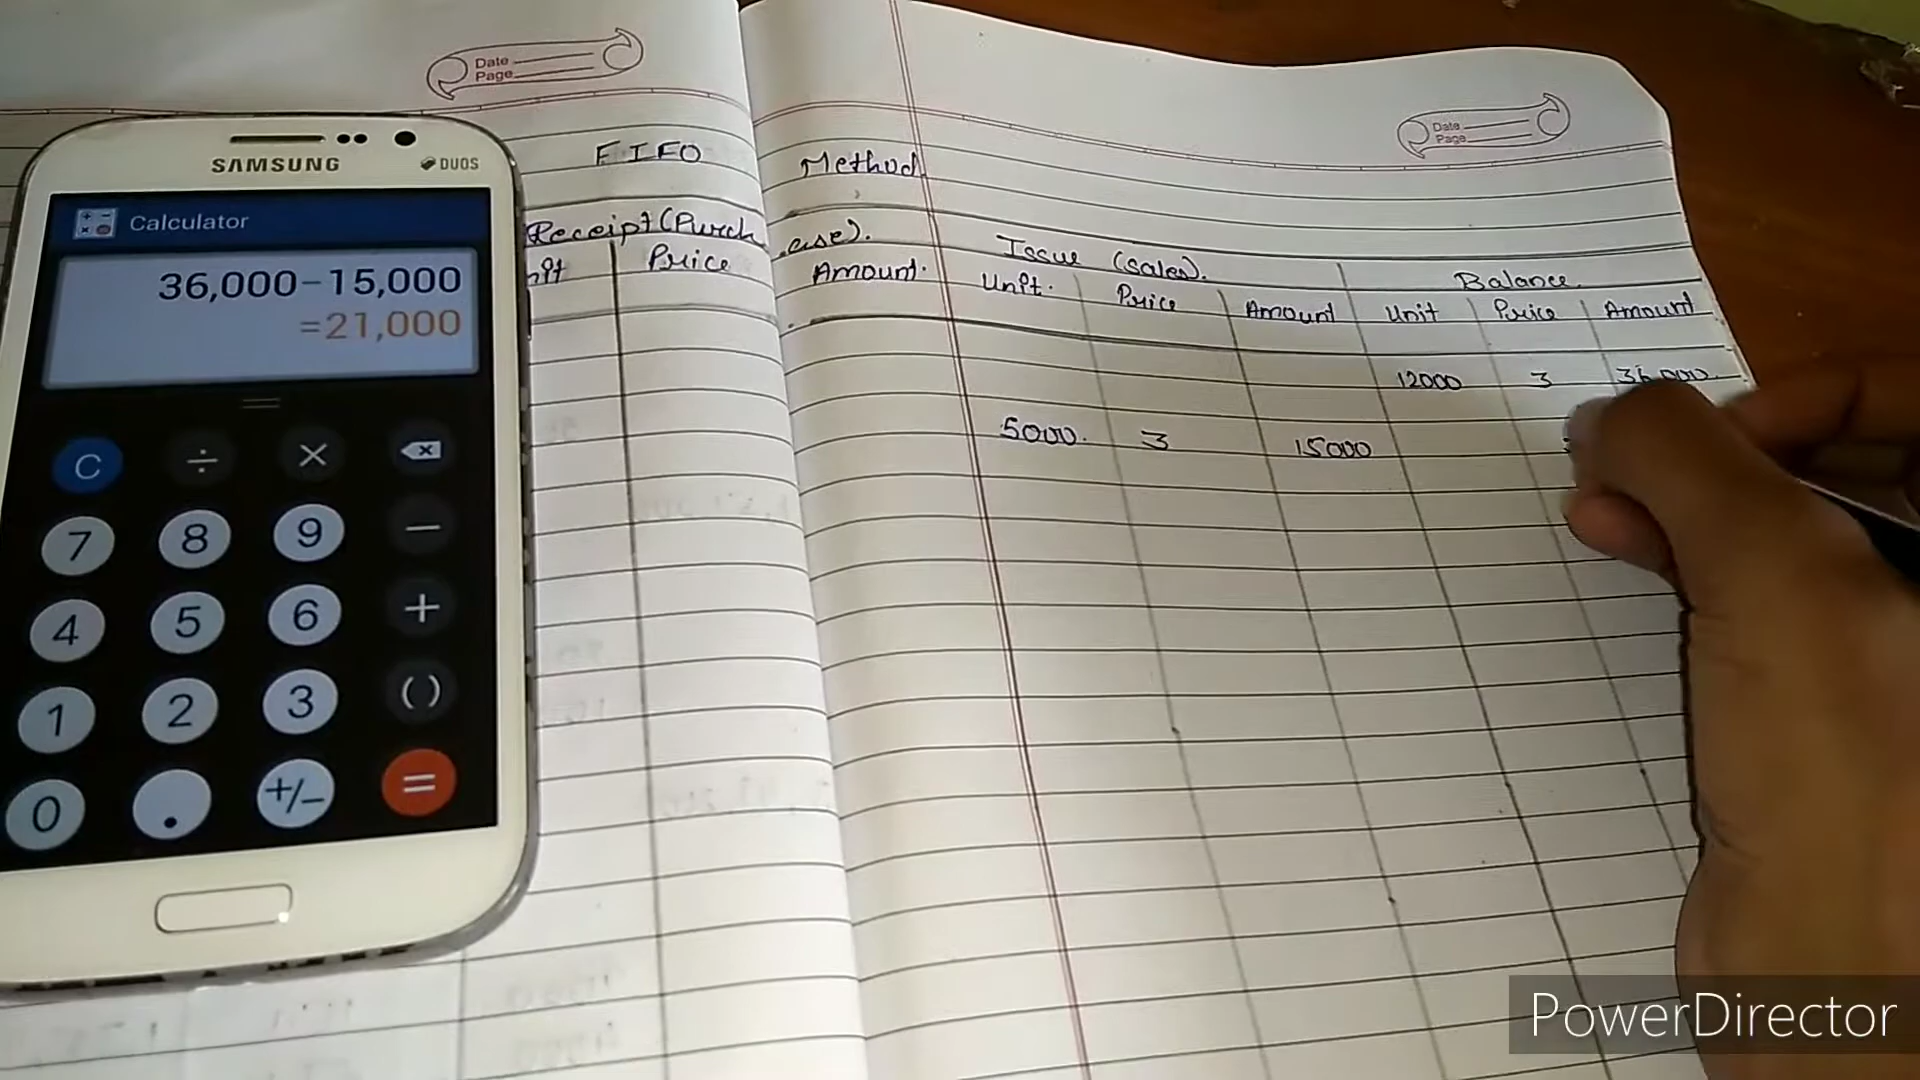 Date
Page
Date
Page
SAMSUNG
DUOS
Calculator
36,000−15,000
=21,000
C ÷ ×
7 8 9 −
4 5 6 +
1 2 3 ()
0 . +/− =
FIFO Method
Receipt (Purchase).
Issue (Sales).
Balance.
Price Amount.
Unit. Price Amount
Unit Price Amount
12000 3 36000.
5000. 3 15000
PowerDirector